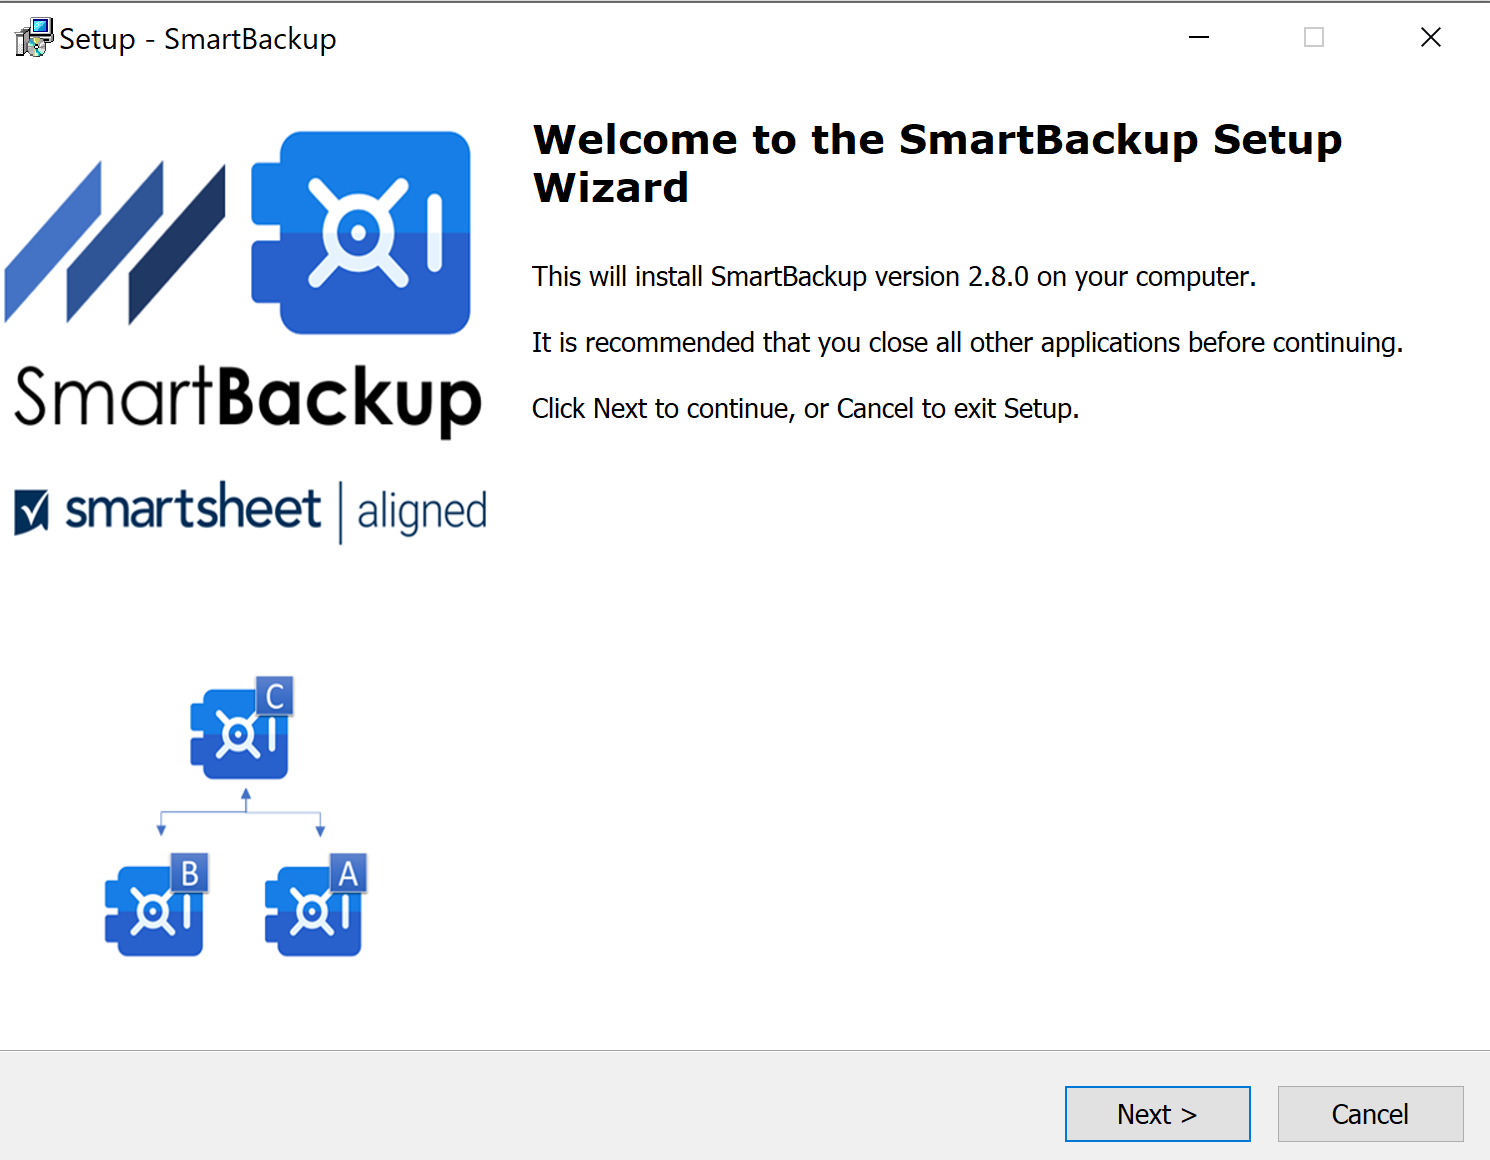 Setup - SmartBackup
Welcome to the SmartBackup Setup
Wizard
This will install SmartBackup version 2.8.0 on your computer.
It is recommended that you close all other applications before continuing.
Click Next to continue, or Cancel to exit Setup.
SmartBackup
smartsheet | aligned
C
B
A
Next >
Cancel